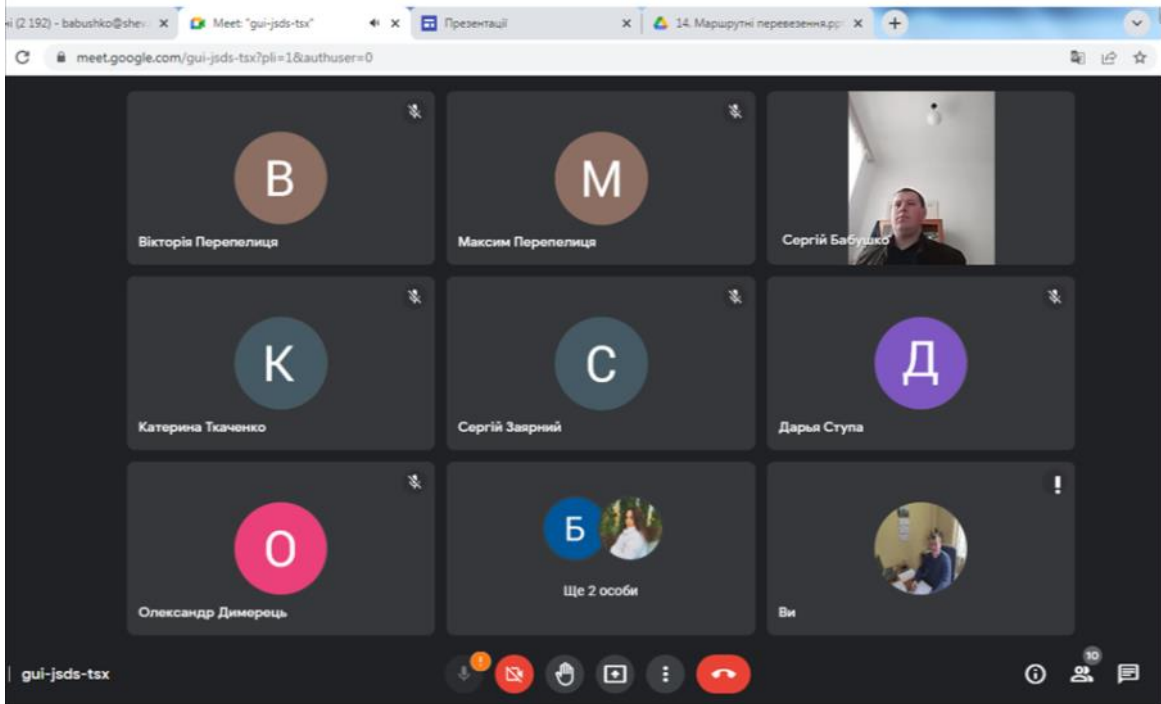 ні (2 192) - babushko@shev
Meet: "gui-jsds-tsx"
Презентації
14. Маршрутні перевезення.pp
meet.google.com/gui-jsds-tsx?pli=1&authuser=0
В
М
Вікторія Перепелиця
Максим Перепелиця
Сергій Бабушко
К
С
Д
Катерина Ткаченко
Сергій Заярний
Дарья Ступа
О
Б
Олександр Димерець
Ще 2 особи
Ви
gui-jsds-tsx
10